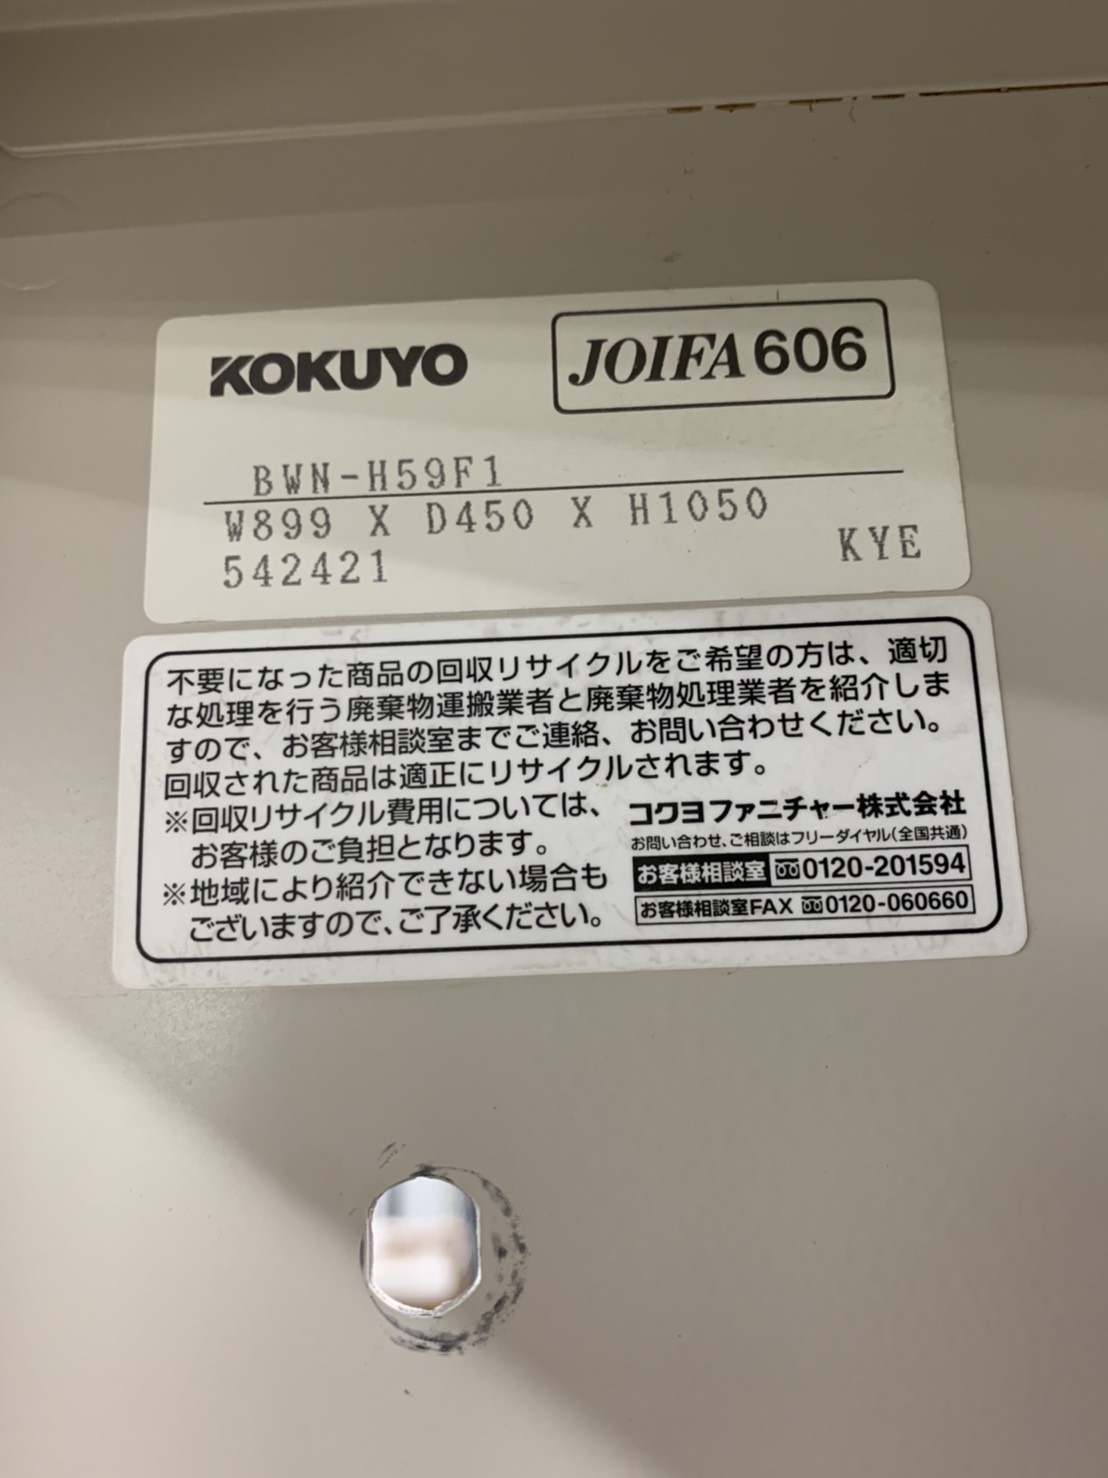 KOKUYO
JOIFA606
BWN-H59F1
W899 X D450 X H1050
542421
KYE
不要になった商品の回収リサイクルをご希望の方は、適切
な処理を行う廃棄物運搬業者と廃棄物処理業者を紹介しま
すので、お客様相談室までご連絡、お問い合わせください。
回収された商品は適正にリサイクルされます。
※回収リサイクル費用については、
お客様のご負担となります。
※地域により紹介できない場合も
ございますので、ご了承ください。
コクヨファニチャー株式会社
お問い合わせ、ご相談はフリーダイヤル(全国共通)
お客様相談室 0120-201594
お客様相談室FAX 0120-060660